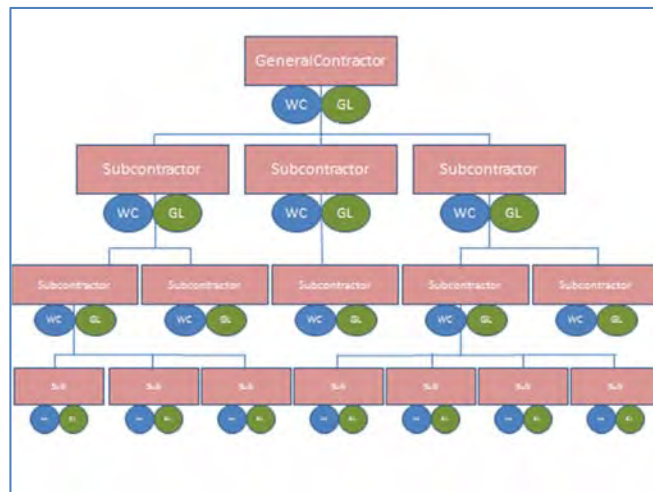 GeneralContractor
WC GL
Subcontractor Subcontractor Subcontractor
WC GL WC GL WC GL
Subcontractor Subcontractor Subcontractor Subcontractor Subcontractor
WC GL WC GL WC GL WC GL WC GL
Sub Sub Sub Sub Sub Sub Sub